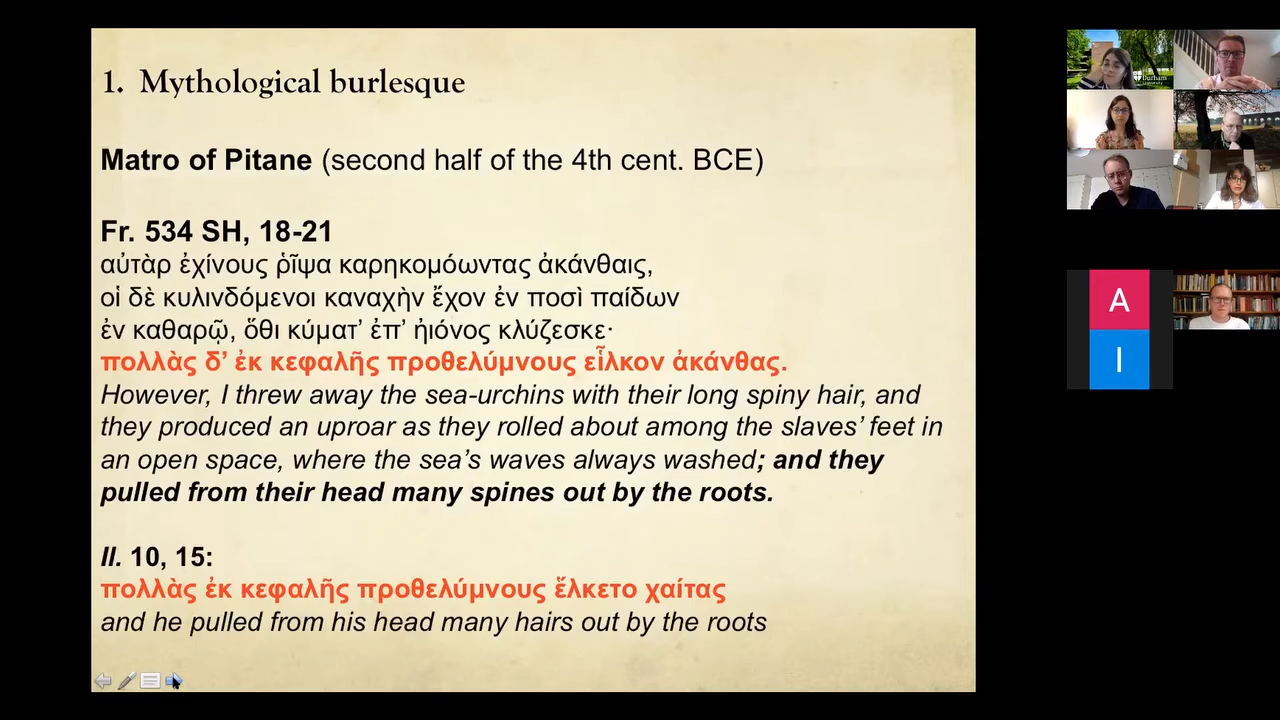 1. Mythological burlesque
Matro of Pitane (second half of the 4th cent. BCE)
Fr. 534 SH, 18-21
αὐτὰρ ἐχίνους ῥῖψα καρηκομόωντας ἀκάνθαις,
οἱ δὲ κυλινδόμενοι καναχὴν ἔχον ἐν ποσὶ παίδων
ἐν καθαρῷ, ὅθι κύματ’ ἐπ’ ἠιόνος κλύζεσκε·
πολλὰς δ’ ἐκ κεφαλῆς προθελύμνους εἷλκον ἀκάνθας.
However, I threw away the sea-urchins with their long spiny hair, and
they produced an uproar as they rolled about among the slaves’ feet in
an open space, where the sea’s waves always washed; and they
pulled from their head many spines out by the roots.
Il. 10, 15:
πολλὰς ἐκ κεφαλῆς προθελύμνους ἕλκετο χαίτας
and he pulled from his head many hairs out by the roots
Durham
University
A
I